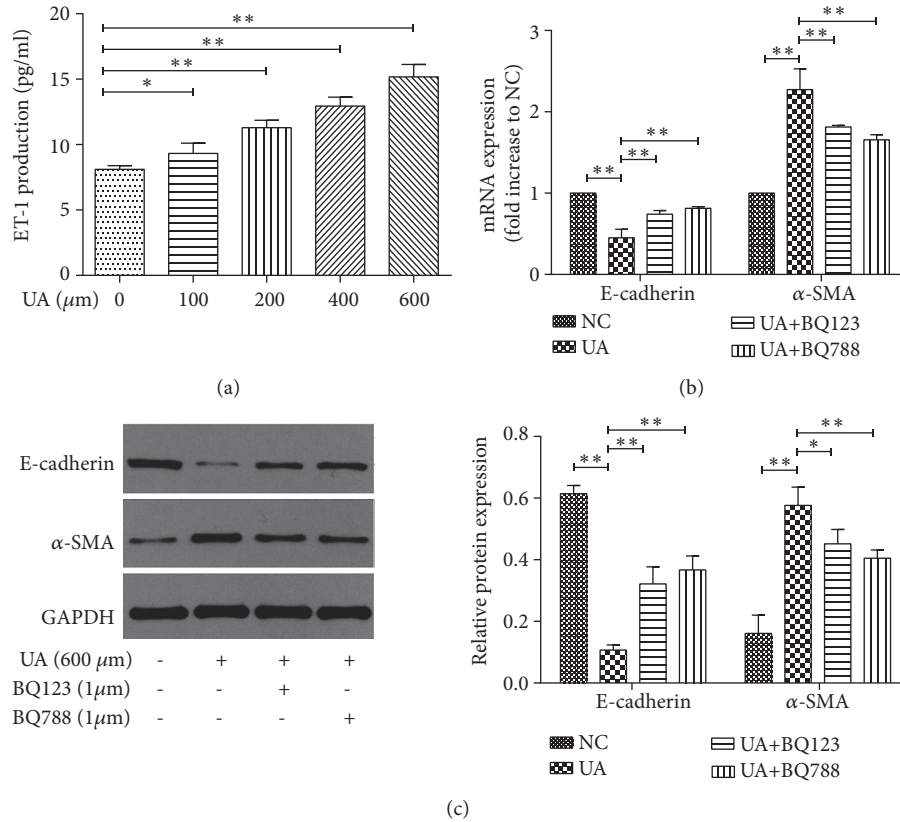 20
15
10
5
0
ET-1 production (pg/ml)
**
**
**
*
UA (μm) 0 100 200 400 600
(a)
3
2
1
0
mRNA expression
(fold increase to NC)
**
**
**
**
**
**
E-cadherin α-SMA
NC UA+BQ123
UA UA+BQ788
(b)
E-cadherin
α-SMA
GAPDH
UA (600 μm) - + + +
BQ123 (1μm) - - + -
BQ788 (1μm) - - - +
0.8
0.6
0.4
0.2
0.0
Relative protein expression
**
**
**
**
*
**
E-cadherin α-SMA
NC UA+BQ123
UA UA+BQ788
(c)